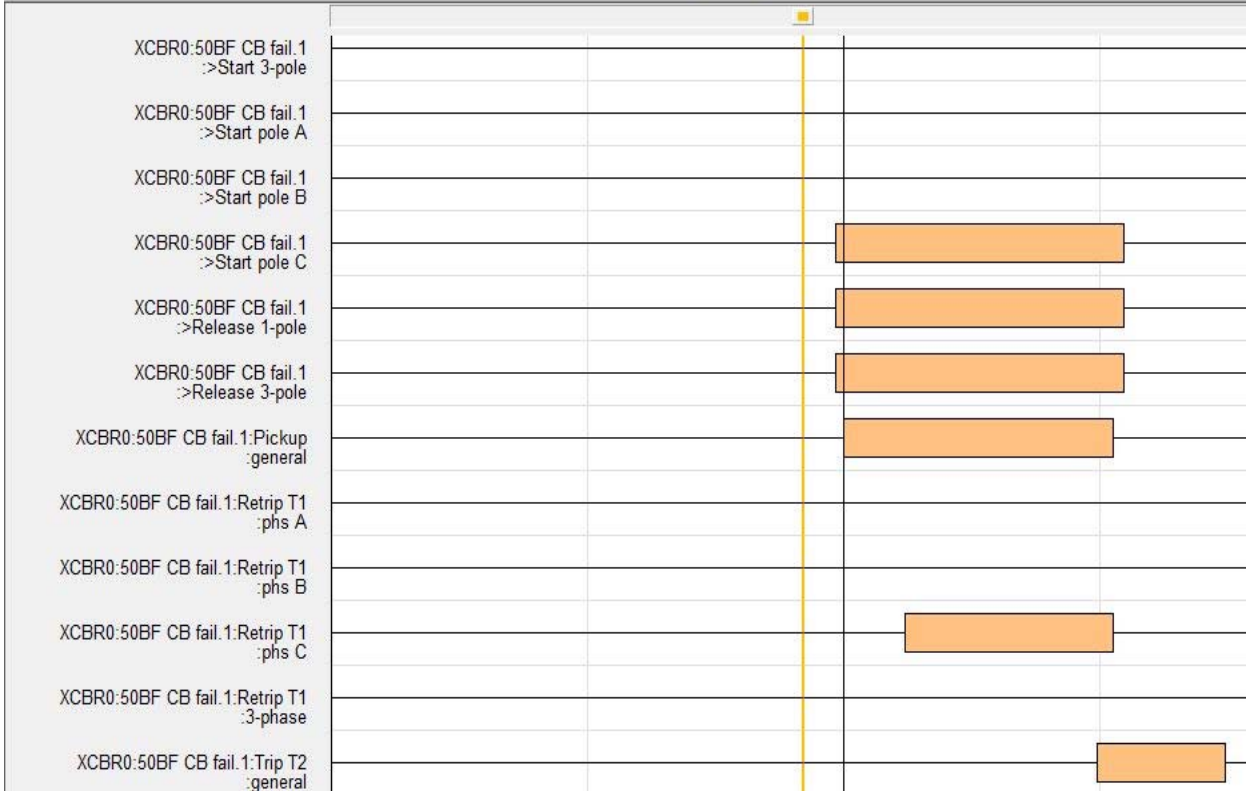 XCBR0:50BF CB fail.1
:>Start 3-pole
XCBR0:50BF CB fail.1
:>Start pole A
XCBR0:50BF CB fail.1
:>Start pole B
XCBR0:50BF CB fail.1
:>Start pole C
XCBR0:50BF CB fail.1
:>Release 1-pole
XCBR0:50BF CB fail.1
:>Release 3-pole
XCBR0:50BF CB fail.1:Pickup
:general
XCBR0:50BF CB fail.1:Retrip T1
:phs A
XCBR0:50BF CB fail.1:Retrip T1
:phs B
XCBR0:50BF CB fail.1:Retrip T1
:phs C
XCBR0:50BF CB fail.1:Retrip T1
:3-phase
XCBR0:50BF CB fail.1:Trip T2
:general